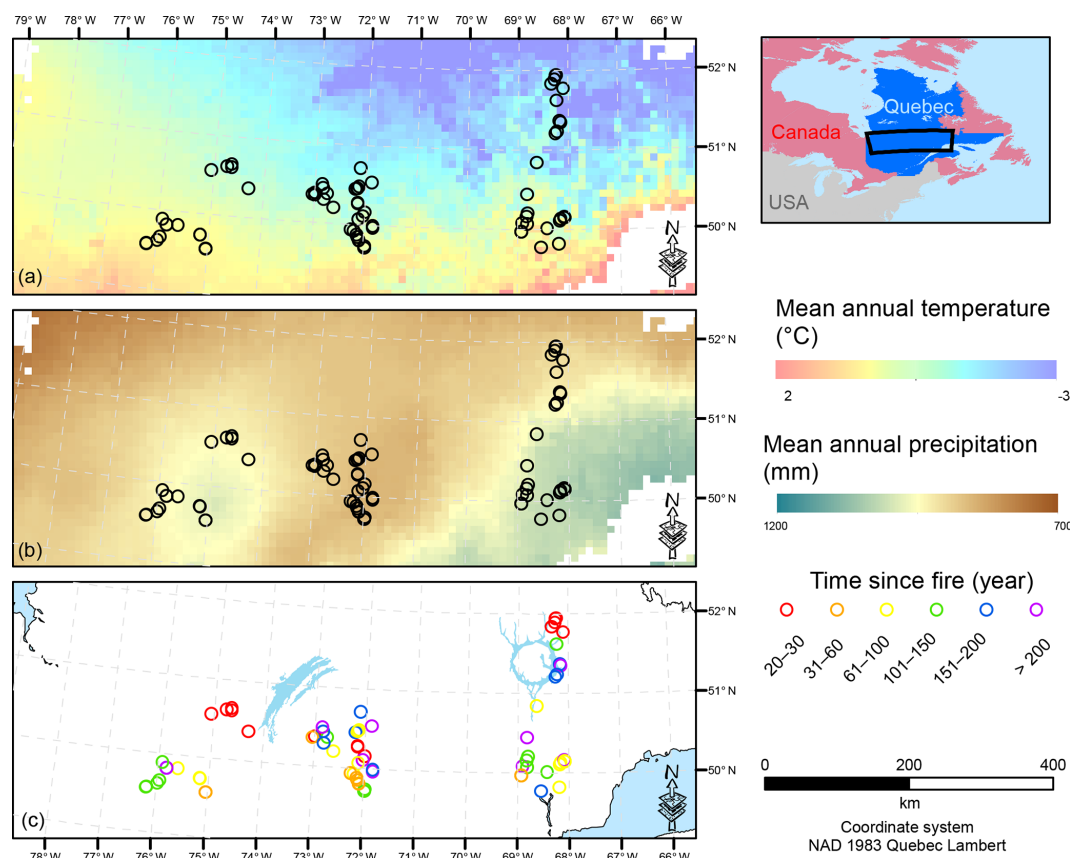 79° W 78° W 77° W 76° W 75° W 74° W 73° W 72° W 71° W 70° W 69° W 68° W 67° W 66° W
52° N
51° N
50° N
N
(a)
52° N
51° N
50° N
N
(b)
52° N
51° N
50° N
N
(c)
78° W 77° W 76° W 75° W 74° W 73° W 72° W 71° W 70° W 69° W 68° W 67° W 66° W
Quebec
Canada
USA
Mean annual temperature
(°C)
2 -3
Mean annual precipitation
(mm)
1200 700
Time since fire (year)
20–30 31–60 61–100 101–150 151–200 > 200
0 200 400
km
Coordinate system
NAD 1983 Quebec Lambert